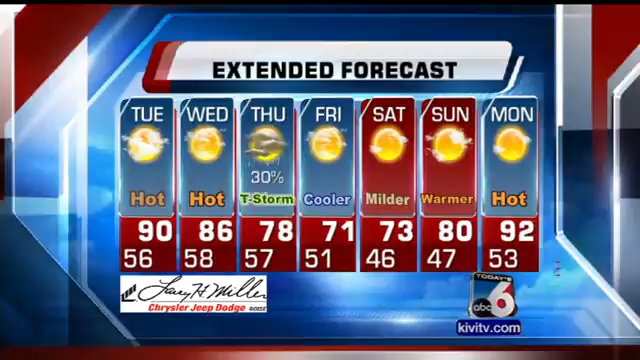 EXTENDED FORECAST
TUE WED THU FRI SAT SUN MON
30%
Hot Hot T-Storm Cooler Milder Warmer Hot
90 86 78 71 73 80 92
56 58 57 51 46 47 53
Larry H. Miller
Chrysler Jeep Dodge BOISE
TODAY'S
abc 6
kivitv.com